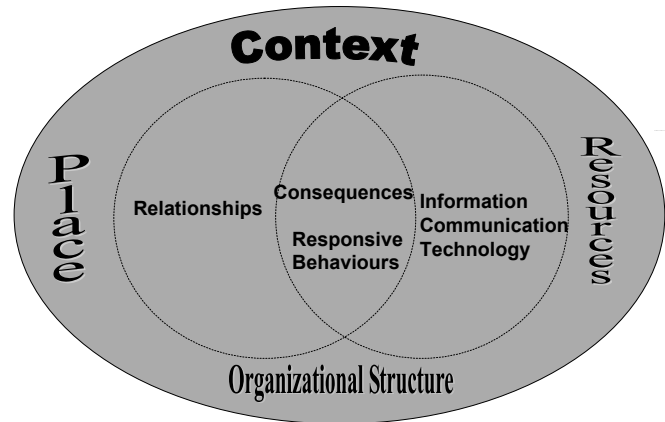 Context
Place
Resources
Relationships
Consequences
Responsive
Behaviours
Information
Communication
Technology
Organizational Structure